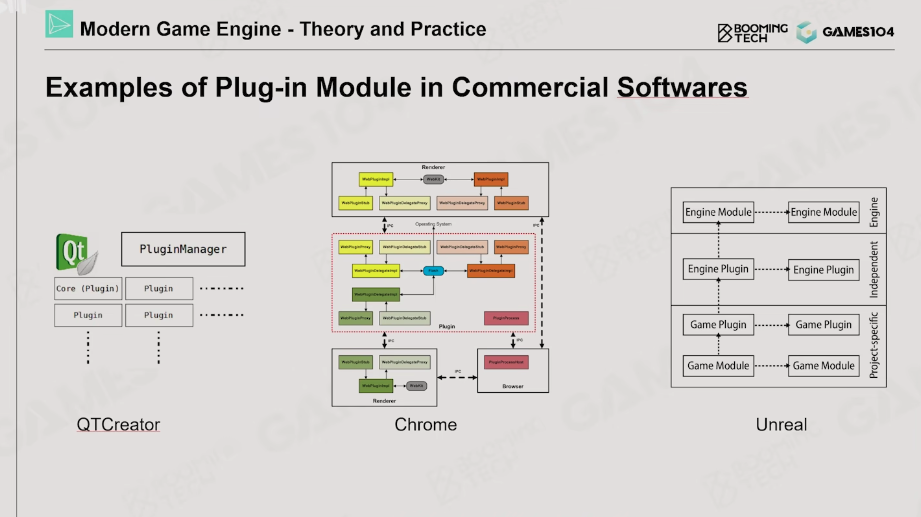 Modern Game Engine - Theory and Practice
BOOMING
TECH
GAMES104
Examples of Plug-in Module in Commercial Softwares
Qt
PluginManager
Core (Plugin)
Plugin
Plugin
Plugin
QTCreator
Renderer
WebPluginImpl
WebKit
WebPluginImpl
WebPluginStub
WebPluginDelegateProxy
WebPluginDelegateProxy
WebPluginStub
IPC
Operating System
IPC
WebPluginProxy
WebPluginDelegateStub
WebPluginDelegateStub
WebPluginProxy
WebPluginDelegateImpl
WebPluginDelegateImpl
WebPluginDelegateImpl
WebPluginProxy
WebPluginDelegateStub
PluginProcess
Plugin
IPC
IPC
WebPluginStub
WebPluginDelegateProxy
PluginProcessHost
IPC
WebPluginImpl
WebKit
Browser
Renderer
Chrome
Engine Module
Engine Module
Engine
Engine Plugin
Engine Plugin
Independent
Game Plugin
Game Plugin
Game Module
Game Module
Project-specific
Unreal